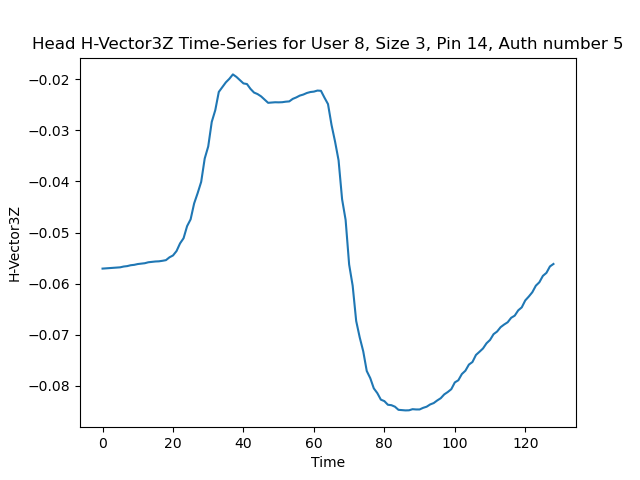 Head H-Vector3Z Time-Series for User 8, Size 3, Pin 14, Auth number 5
−0.02
−0.03
−0.04
−0.05
−0.06
−0.07
−0.08
H-Vector3Z
0 20 40 60 80 100 120
Time